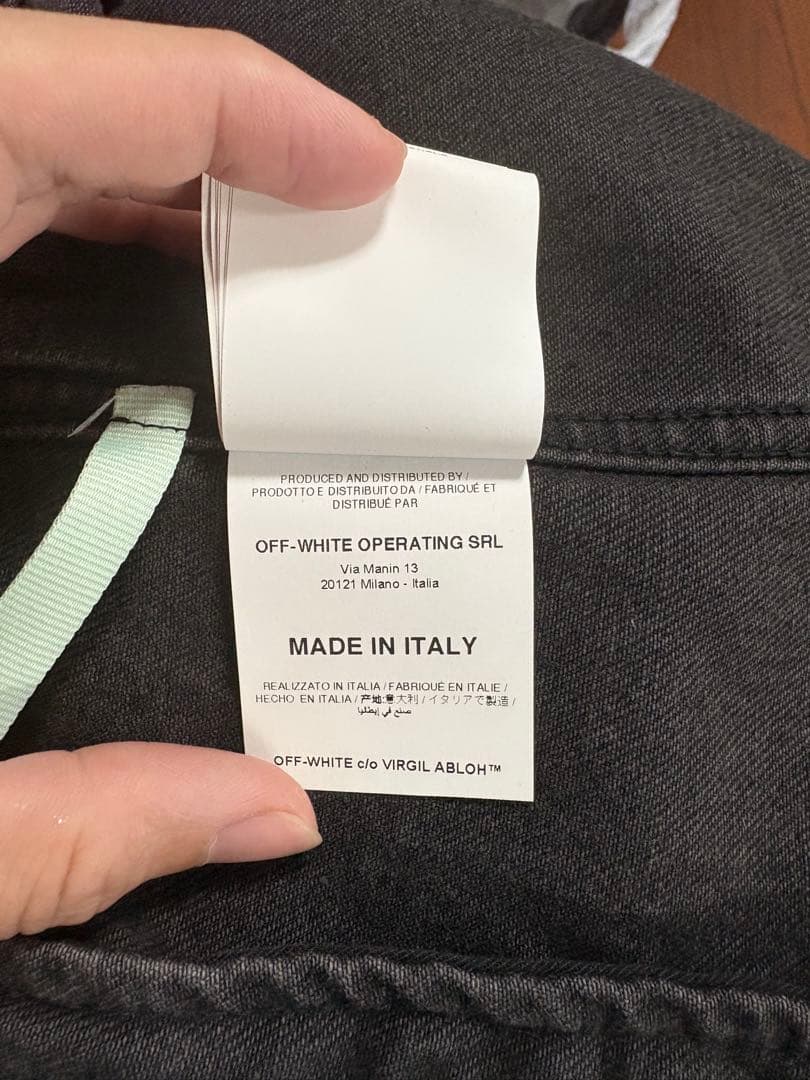 PRODUCED AND DISTRIBUTED BY /
PRODOTTO E DISTRIBUITO DA / FABRIQUÉ ET
DISTRIBUÉ PAR
OFF-WHITE OPERATING SRL
Via Manin 13
20121 Milano - Italia
MADE IN ITALY
REALIZZATO IN ITALIA / FABRIQUÉ EN ITALIE /
HECHO EN ITALIA / 产地:意大利 / イタリアで製造 /
صنع في إيطاليا
OFF-WHITE c/o VIRGIL ABLOH™